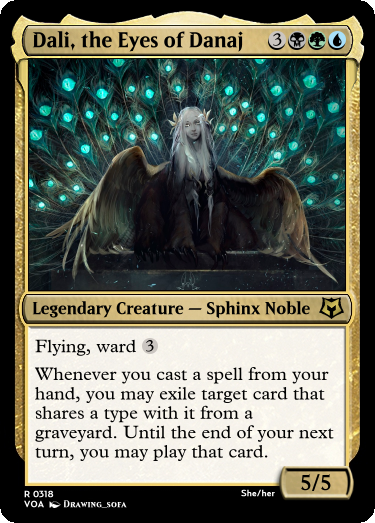 Dali, the Eyes of Danaj 3
Legendary Creature — Sphinx Noble
Flying, ward 3
Whenever you cast a spell from your
hand, you may exile target card that
shares a type with it from a
graveyard. Until the end of your next
turn, you may play that card.
5/5
R 0318 She/her
VOA Drawing_sofa